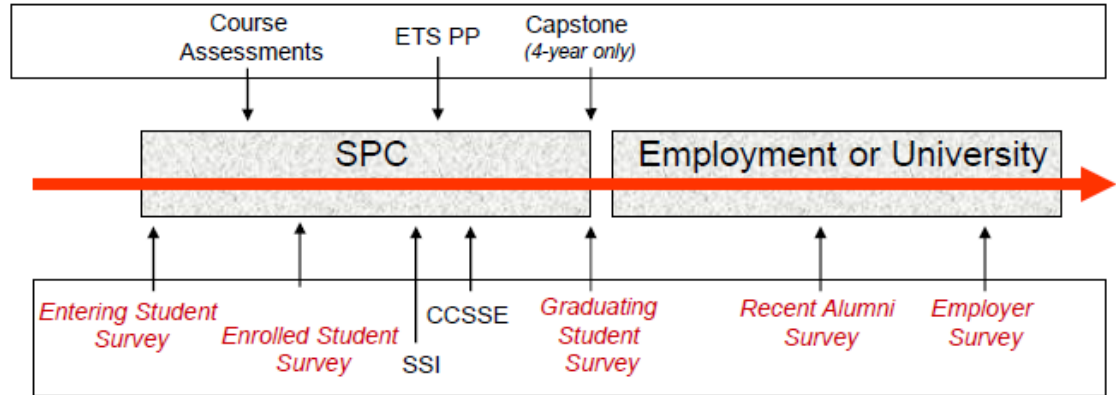 Course
Assessments
ETS PP
Capstone
(4-year only)
SPC
Employment or University
Entering Student
Survey
Enrolled Student
Survey
SSI
CCSSE
Graduating
Student
Survey
Recent Alumni
Survey
Employer
Survey